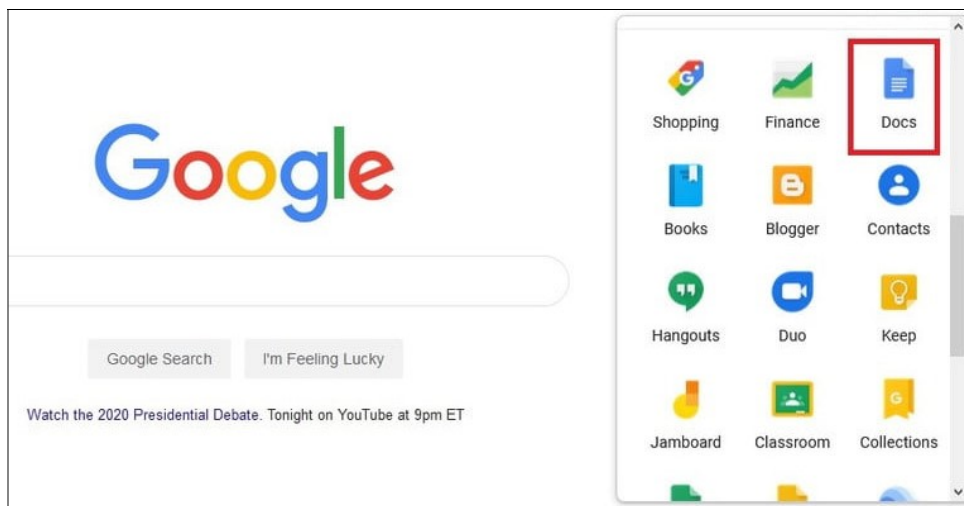 Google
Google Search
I'm Feeling Lucky
Watch the 2020 Presidential Debate. Tonight on YouTube at 9pm ET
Shopping
Finance
Docs
Books
Blogger
Contacts
Hangouts
Duo
Keep
Jamboard
Classroom
Collections